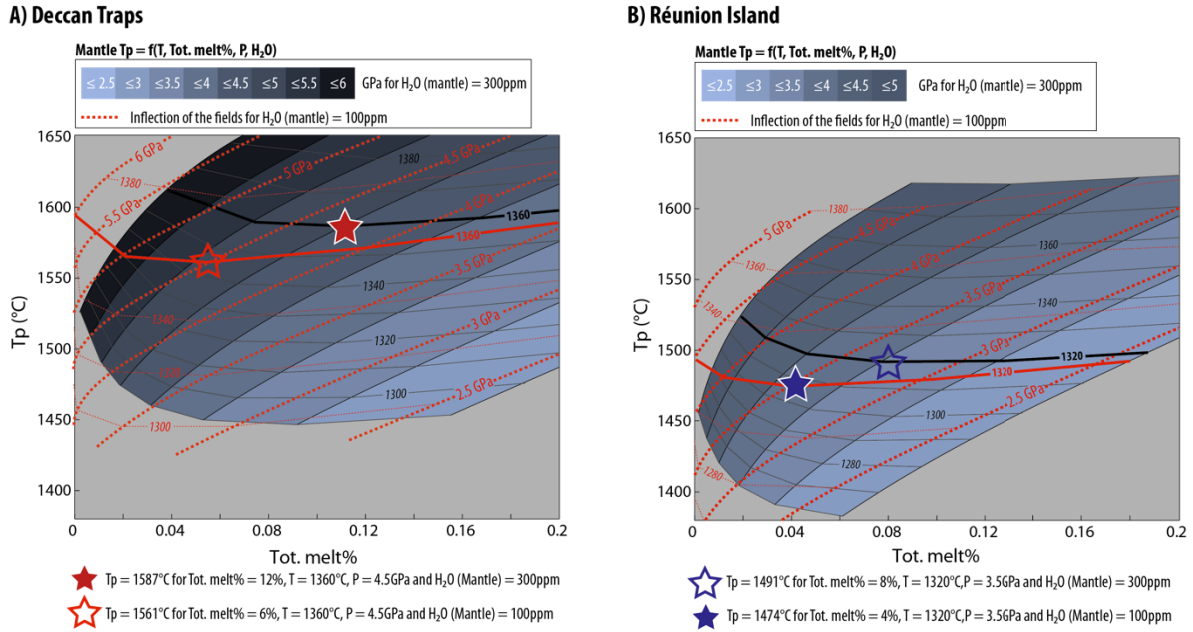 A) Deccan Traps
Mantle Tp = f(T, Tot. melt%, P, H₂O)
≤ 2.5 ≤3 ≤3.5 ≤4 ≤4.5 ≤5 ≤5.5 ≤6 GPa for H₂O (mantle) = 300ppm
Inflection of the fields for H₂O (mantle) = 100ppm
1650
1600
1550
1500
1450
1400
Tp (°C)
6 GPa
5.5 GPa
5 GPa
4.5 GPa
4 GPa
3.5 GPa
3 GPa
2.5 GPa
1380
1380
1360
1360
1340
1340
1320
1320
1300
1300
0 0.04 0.08 0.12 0.16 0.2
Tot. melt%
Tp = 1587°C for Tot. melt% = 12%, T = 1360°C, P = 4.5GPa and H₂O (Mantle) = 300ppm
Tp = 1561°C for Tot. melt% = 6%, T = 1360°C, P = 4.5GPa and H₂O (Mantle) = 100ppm
B) Réunion Island
Mantle Tp = f(T, Tot. melt%, P, H₂O)
≤2.5 ≤3 ≤3.5 ≤4 ≤4.5 ≤5 GPa for H₂O (mantle) = 300ppm
Inflection of the fields for H₂O (mantle) = 100ppm
1650
1600
1550
1500
1450
1400
Tp (°C)
5 GPa
4.5 GPa
4 GPa
3.5 GPa
3 GPa
2.5 GPa
1380
1360
1360
1340
1340
1320
1320
1300
1280
1280
0 0.04 0.08 0.12 0.16 0.2
Tot. melt%
Tp = 1491°C for Tot. melt% = 8%, T = 1320°C,P = 3.5GPa and H₂O (Mantle) = 300ppm
Tp = 1474°C for Tot. melt% = 4%, T = 1320°C,P = 3.5GPa and H₂O (Mantle) = 100ppm